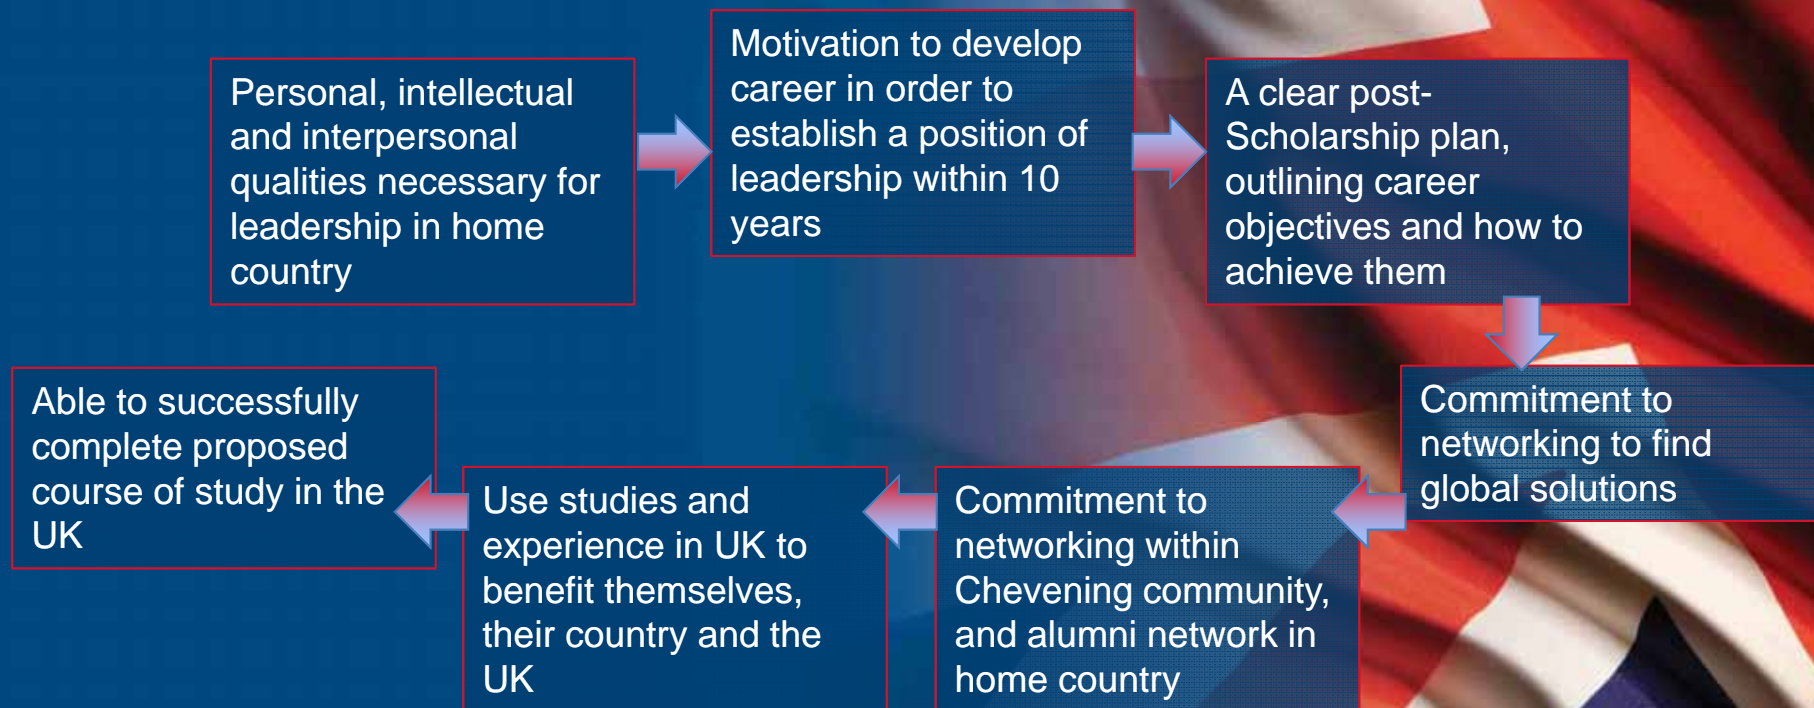 Personal, intellectual
and interpersonal
qualities necessary for
leadership in home
country
Motivation to develop
career in order to
establish a position of
leadership within 10
years
A clear post-
Scholarship plan,
outlining career
objectives and how to
achieve them
Commitment to
networking to find
global solutions
Commitment to
networking within
Chevening community,
and alumni network in
home country
Use studies and
experience in UK to
benefit themselves,
their country and the
UK
Able to successfully
complete proposed
course of study in the
UK